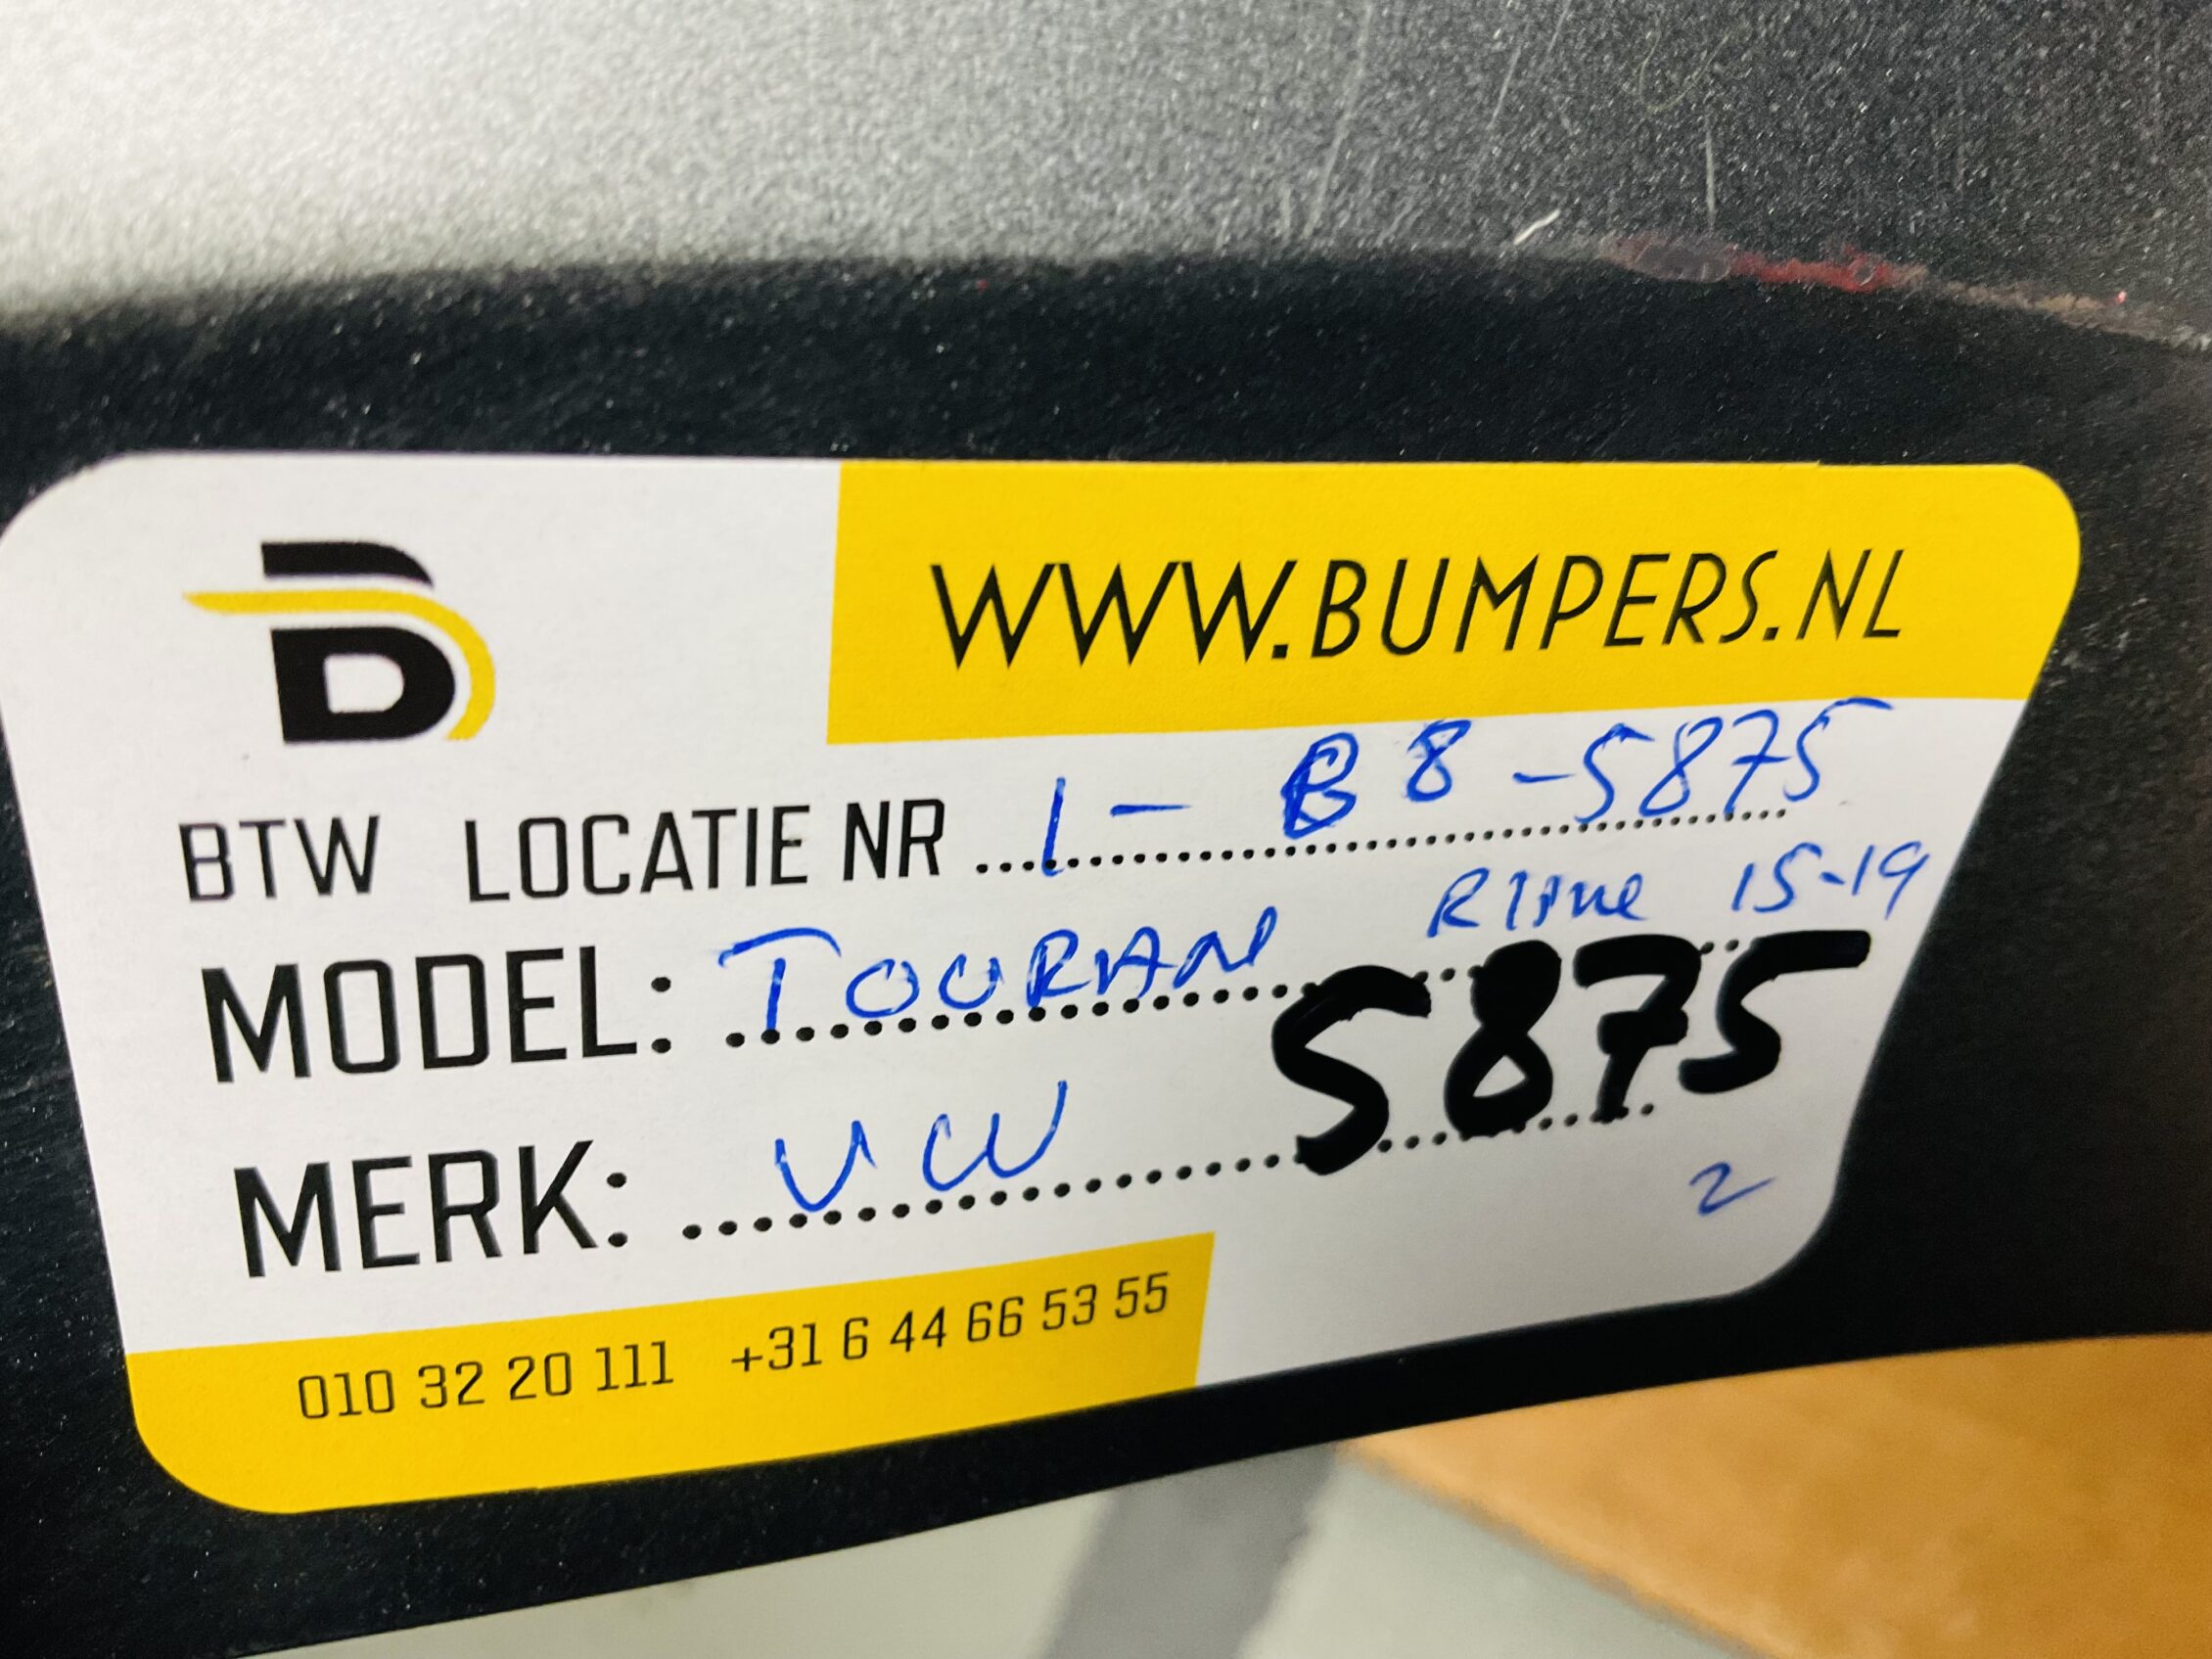 B
WWW.BUMPERS.NL
BTW LOCATIE NR 1 - B8 - 5875
R line 15-19
MODEL: TOURAN
5875
MERK: VW
2
010 32 20 111 +31 6 44 66 53 55